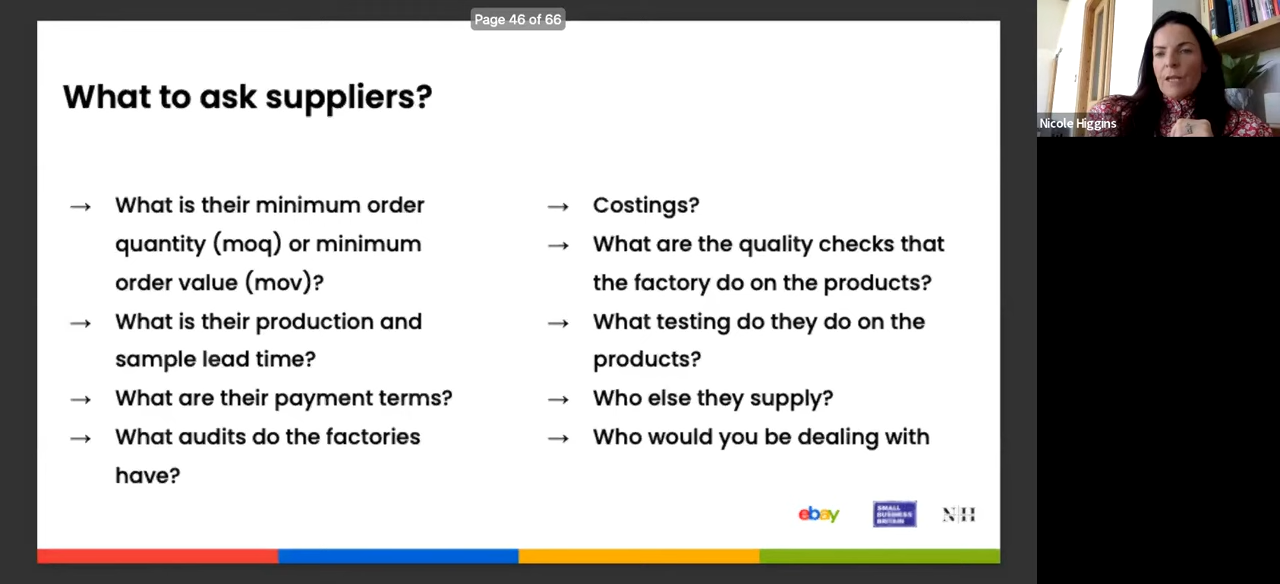 Page 46 of 66
What to ask suppliers?
→ What is their minimum order
quantity (moq) or minimum
order value (mov)?
→ What is their production and
sample lead time?
→ What are their payment terms?
→ What audits do the factories
have?
→ Costings?
→ What are the quality checks that
the factory do on the products?
→ What testing do they do on the
products?
→ Who else they supply?
→ Who would you be dealing with
ebay
SMALL
BUSINESS
BRITAIN
NH
Nicole Higgins